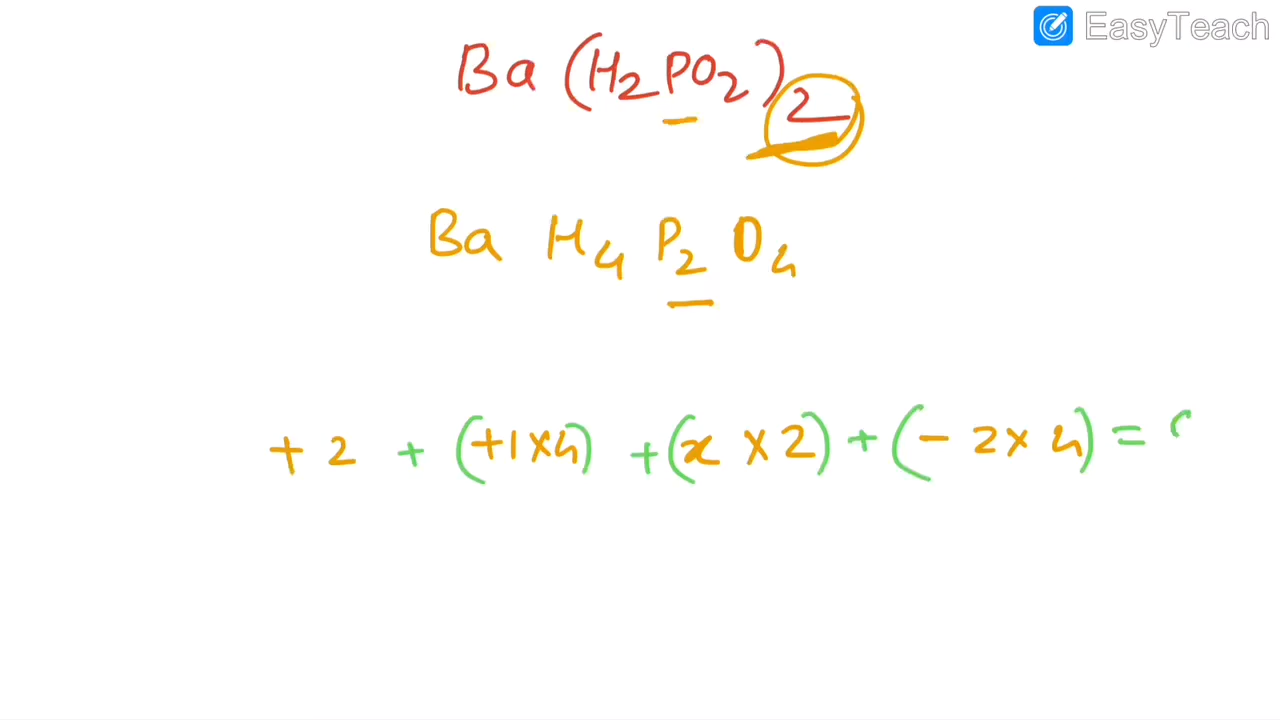 EasyTeach
Ba(H2PO2)2
Ba H4 P2 O4
+2 + (+1×4) + (x × 2) + (-2×4) =